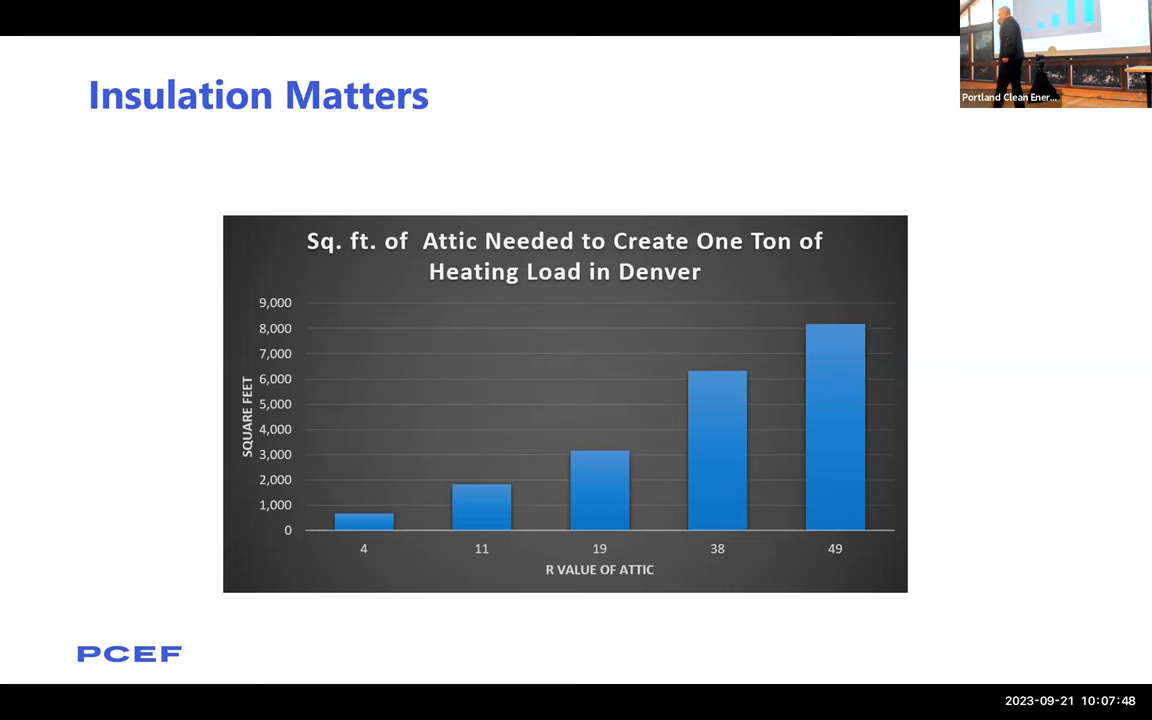 Insulation Matters
Portland Clean Ener...
Sq. ft. of Attic Needed to Create One Ton of
Heating Load in Denver
9,000
8,000
7,000
6,000
5,000
4,000
3,000
2,000
1,000
0
SQUARE FEET
4 11 19 38 49
R VALUE OF ATTIC
PCEF
2023-09-21 10:07:48